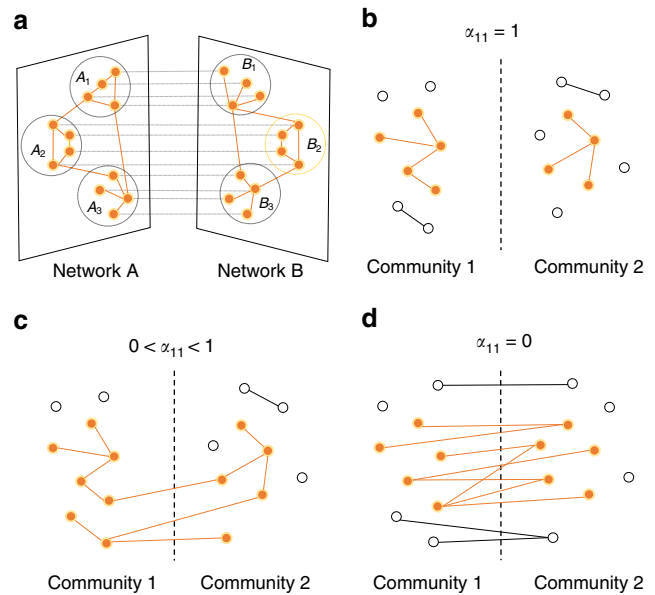 a
A1
B1
A2
B2
A3
B3
Network A
Network B
b
α11 = 1
Community 1
Community 2
c
0 < α11 < 1
Community 1
Community 2
d
α11 = 0
Community 1
Community 2